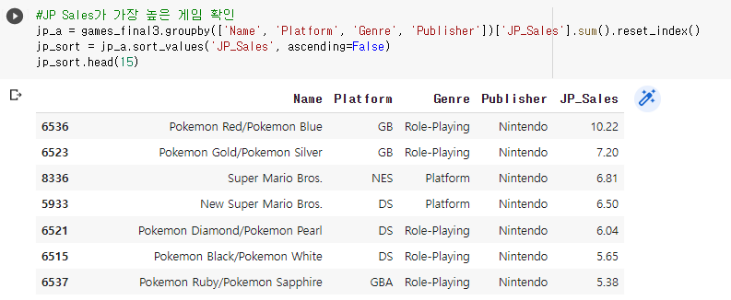 #JP Sales가 가장 높은 게임 확인
jp_a = games_final3.groupby(['Name', 'Platform', 'Genre', 'Publisher'])['JP_Sales'].sum().reset_index()
jp_sort = jp_a.sort_values('JP_Sales', ascending=False)
jp_sort.head(15)
Name Platform Genre Publisher JP_Sales
6536 Pokemon Red/Pokemon Blue GB Role-Playing Nintendo 10.22
6523 Pokemon Gold/Pokemon Silver GB Role-Playing Nintendo 7.20
8336 Super Mario Bros. NES Platform Nintendo 6.81
5933 New Super Mario Bros. DS Platform Nintendo 6.50
6521 Pokemon Diamond/Pokemon Pearl DS Role-Playing Nintendo 6.04
6515 Pokemon Black/Pokemon White DS Role-Playing Nintendo 5.65
6537 Pokemon Ruby/Pokemon Sapphire GBA Role-Playing Nintendo 5.38